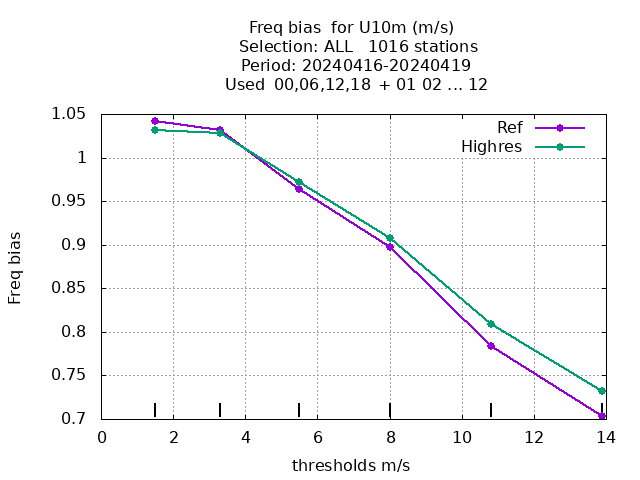 Freq bias  for U10m (m/s)
Selection: ALL   1016 stations
Period: 20240416-20240419
Used  00,06,12,18  + 01 02 ... 12
Ref
Highres
1.05
1
0.95
0.9
0.85
0.8
0.75
0.7
Freq bias
0 2 4 6 8 10 12 14
thresholds m/s